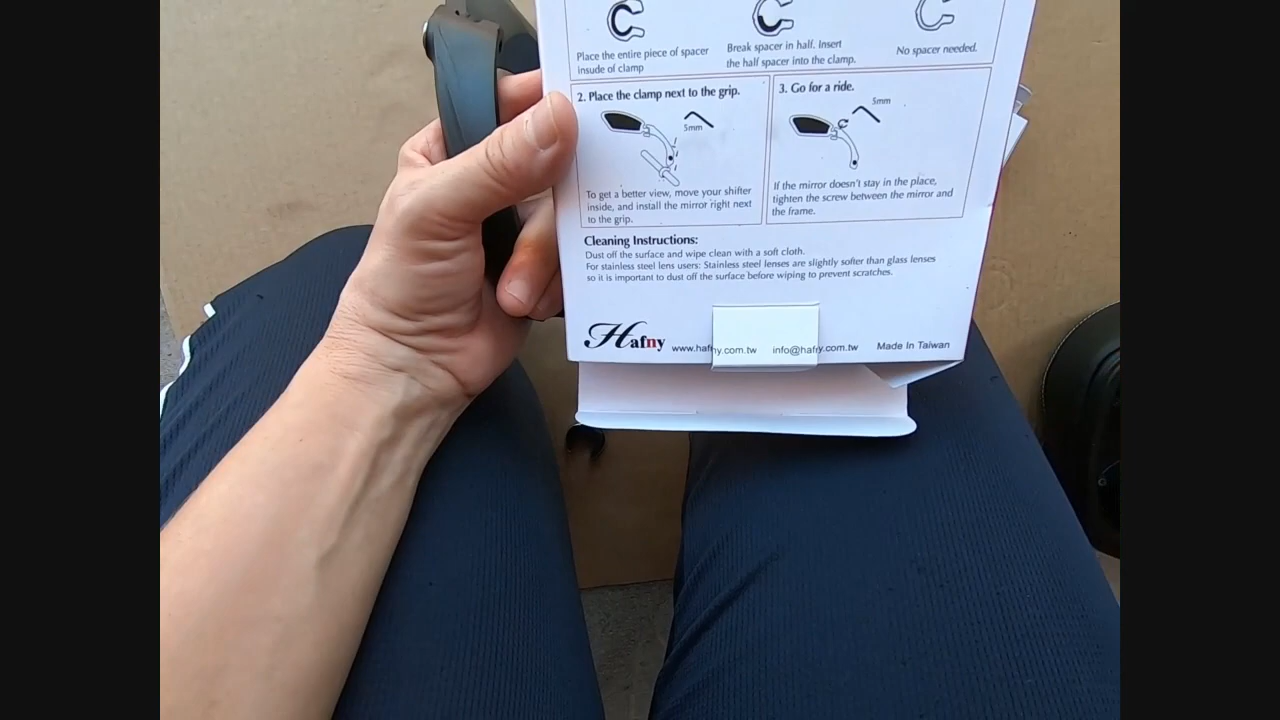 Place the entire piece of spacer
insude of clamp
Break spacer in half. Insert
the half spacer into the clamp.
No spacer needed.
2. Place the clamp next to the grip.
5mm
To get a better view, move your shifter
inside, and install the mirror right next
to the grip.
3. Go for a ride.
5mm
If the mirror doesn't stay in the place,
tighten the screw between the mirror and
the frame.
Cleaning Instructions:
Dust off the surface and wipe clean with a soft cloth.
For stainless steel lens users: Stainless steel lenses are slightly softer than glass lenses
so it is important to dust off the surface before wiping to prevent scratches.
Hafny www.hafny.com.tw info@hafny.com.tw Made In Taiwan